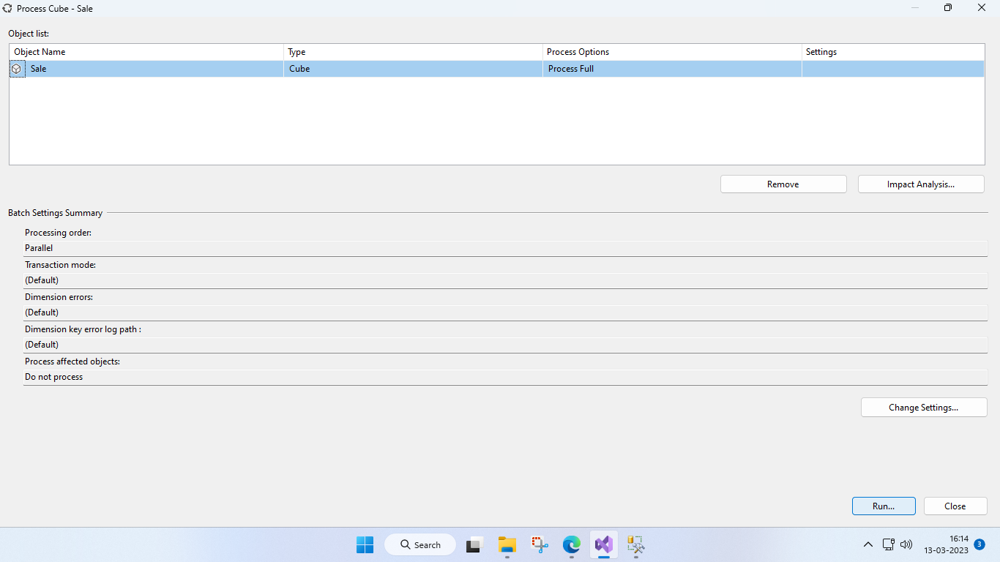 Process Cube - Sale
Object list:
Object Name Type Process Options Settings
Sale Cube Process Full
Remove Impact Analysis...
Batch Settings Summary
Processing order:
Parallel
Transaction mode:
(Default)
Dimension errors:
(Default)
Dimension key error log path :
(Default)
Process affected objects:
Do not process
Change Settings...
Run... Close
Search
16:14
13-03-2023 3